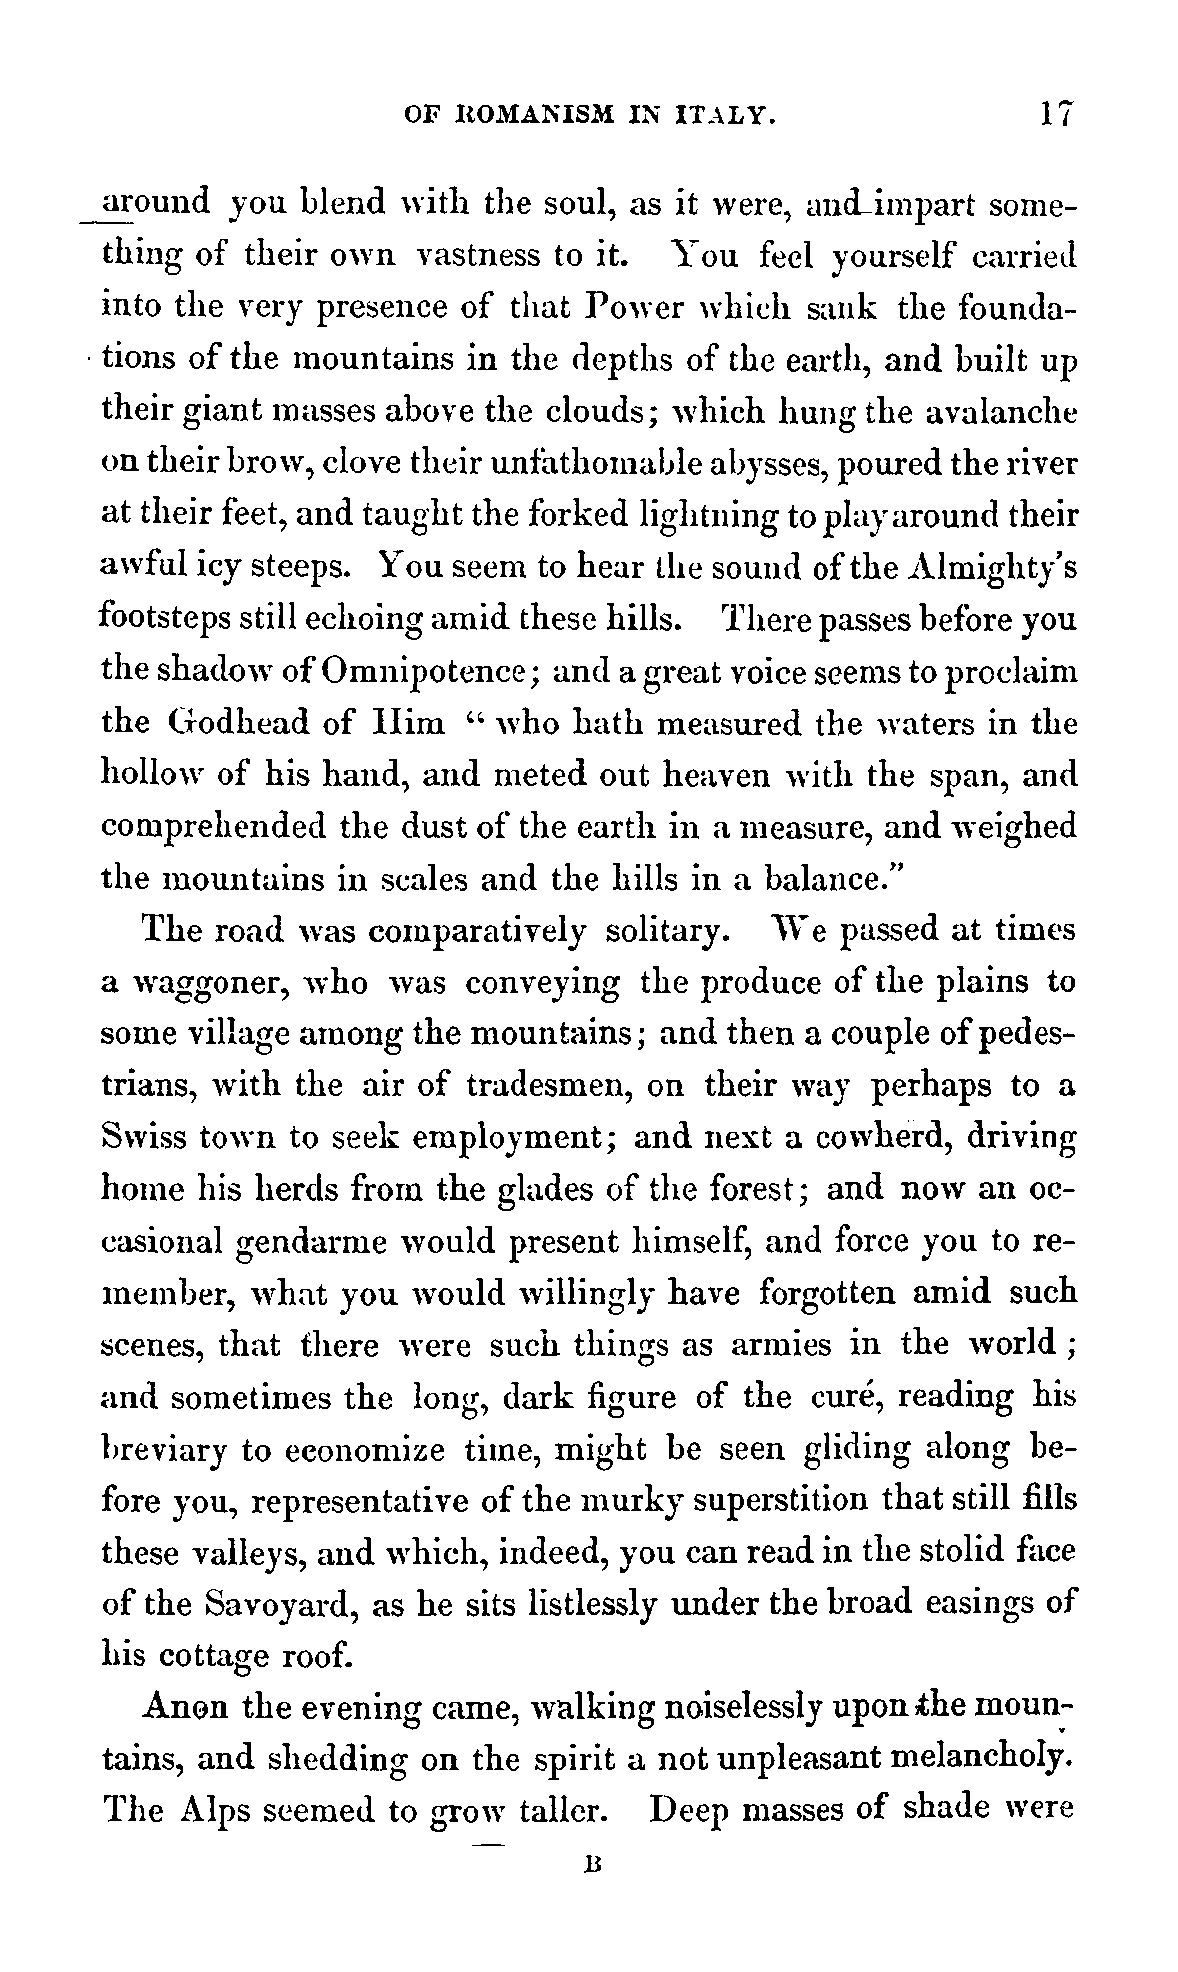 OF ROMANISM IN ITALY. 17
around you blend with the soul, as it were, and impart some-
thing of their own vastness to it. You feel yourself carried
into the very presence of that Power which sank the founda-
tions of the mountains in the depths of the earth, and built up
their giant masses above the clouds; which hung the avalanche
on their brow, clove their unfathomable abysses, poured the river
at their feet, and taught the forked lightning to play around their
awful icy steeps. You seem to hear the sound of the Almighty's
footsteps still echoing amid these hills. There passes before you
the shadow of Omnipotence; and a great voice seems to proclaim
the Godhead of Him "who hath measured the waters in the
hollow of his hand, and meted out heaven with the span, and
comprehended the dust of the earth in a measure, and weighed
the mountains in scales and the hills in a balance."
The road was comparatively solitary. We passed at times
a waggoner, who was conveying the produce of the plains to
some village among the mountains; and then a couple of pedes-
trians, with the air of tradesmen, on their way perhaps to a
Swiss town to seek employment; and next a cowherd, driving
home his herds from the glades of the forest; and now an oc-
casional gendarme would present himself, and force you to re-
member, what you would willingly have forgotten amid such
scenes, that there were such things as armies in the world;
and sometimes the long, dark figure of the curé, reading his
breviary to economize time, might be seen gliding along be-
fore you, representative of the murky superstition that still fills
these valleys, and which, indeed, you can read in the stolid face
of the Savoyard, as he sits listlessly under the broad easings of
his cottage roof.
Anon the evening came, walking noiselessly upon the moun-
tains, and shedding on the spirit a not unpleasant melancholy.
The Alps seemed to grow taller. Deep masses of shade were
B